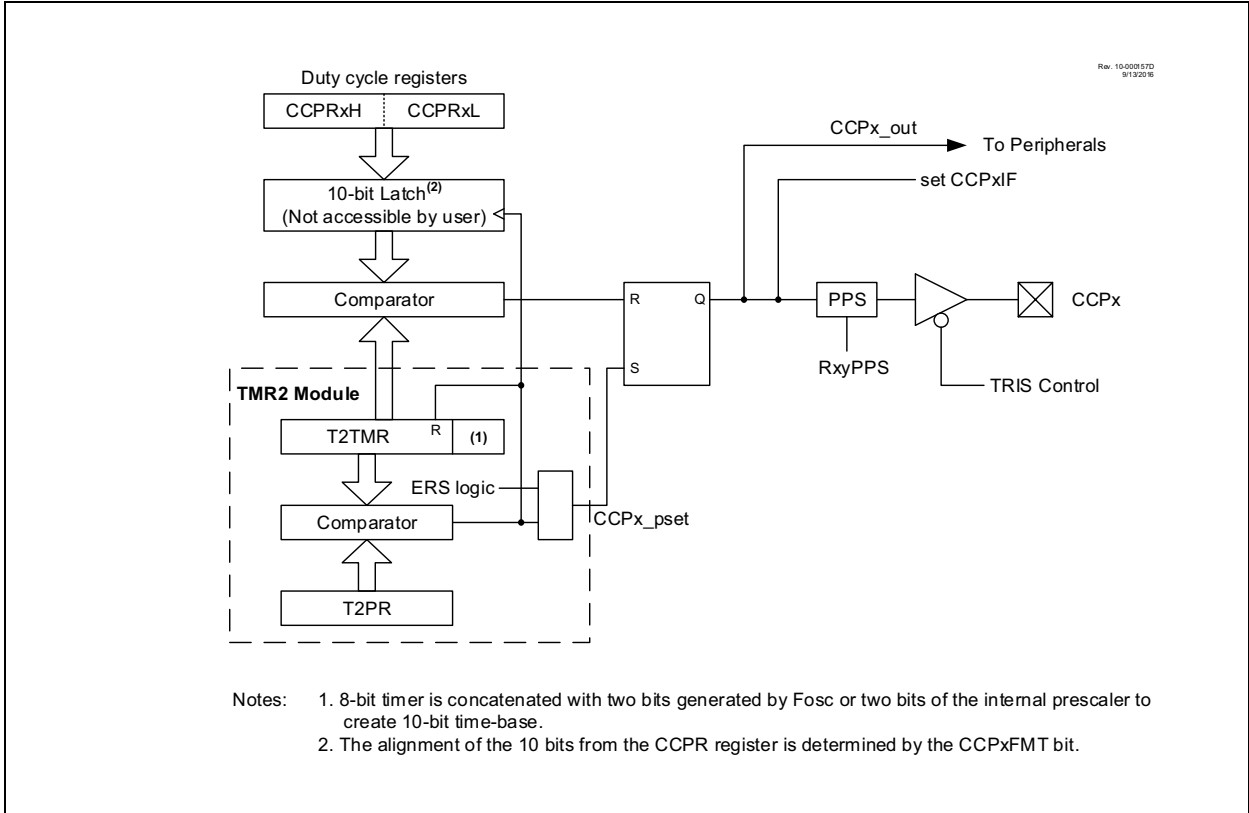 Rev. 10-000157D
9/13/2016
Duty cycle registers
CCPRxH CCPRxL
CCPx_out
To Peripherals
set CCPxIF
10-bit Latch(2)
(Not accessible by user)
Comparator
R Q
PPS
CCPx
S
RxyPPS
TRIS Control
TMR2 Module
T2TMR R (1)
ERS logic
CCPx_pset
Comparator
T2PR
Notes: 1. 8-bit timer is concatenated with two bits generated by Fosc or two bits of the internal prescaler to
create 10-bit time-base.
2. The alignment of the 10 bits from the CCPR register is determined by the CCPxFMT bit.